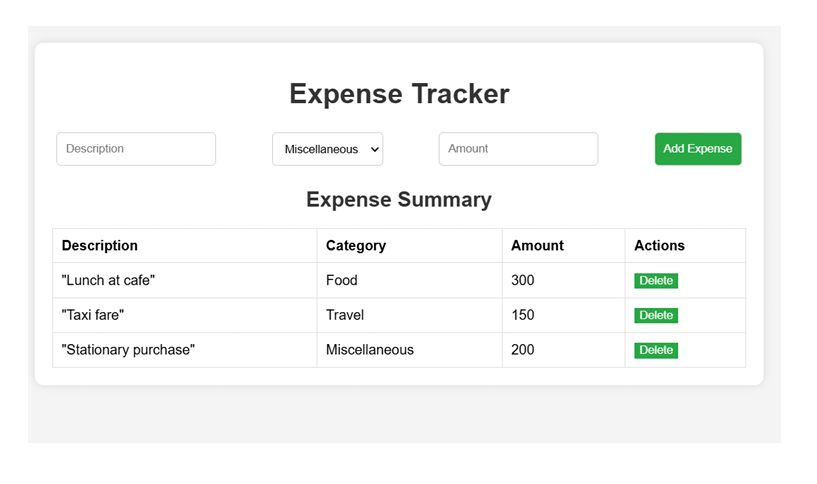 Expense Tracker
Description Miscellaneous Amount Add Expense
Expense Summary
Description Category Amount Actions
"Lunch at cafe" Food 300 Delete
"Taxi fare" Travel 150 Delete
"Stationary purchase" Miscellaneous 200 Delete